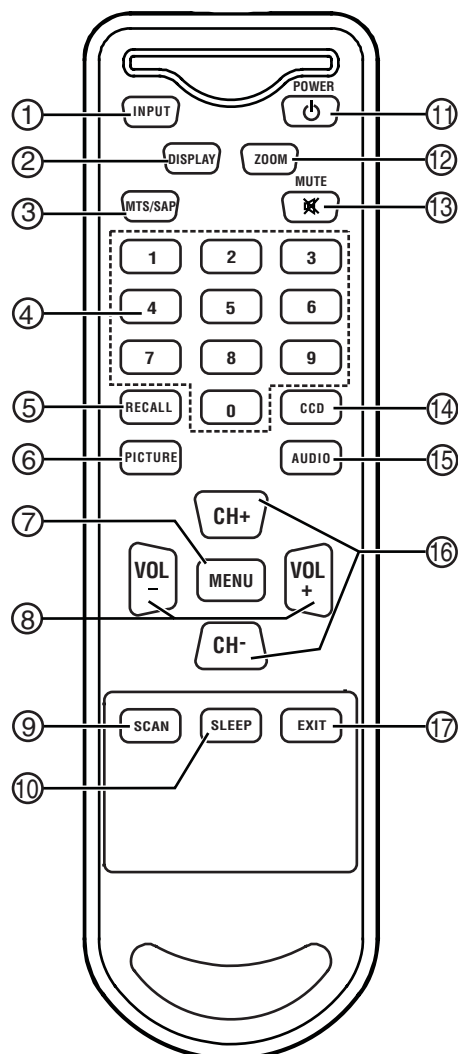 POWER
① INPUT ⑪
② DISPLAY ZOOM ⑫
MUTE
③ MTS/SAP ⑬
1 2 3
④ 4 5 6
7 8 9
⑤ RECALL 0 CCD ⑭
⑥ PICTURE AUDIO ⑮
CH+
⑦ ⑯
VOL − MENU VOL +
⑧
CH-
⑨ SCAN SLEEP EXIT ⑰
⑩